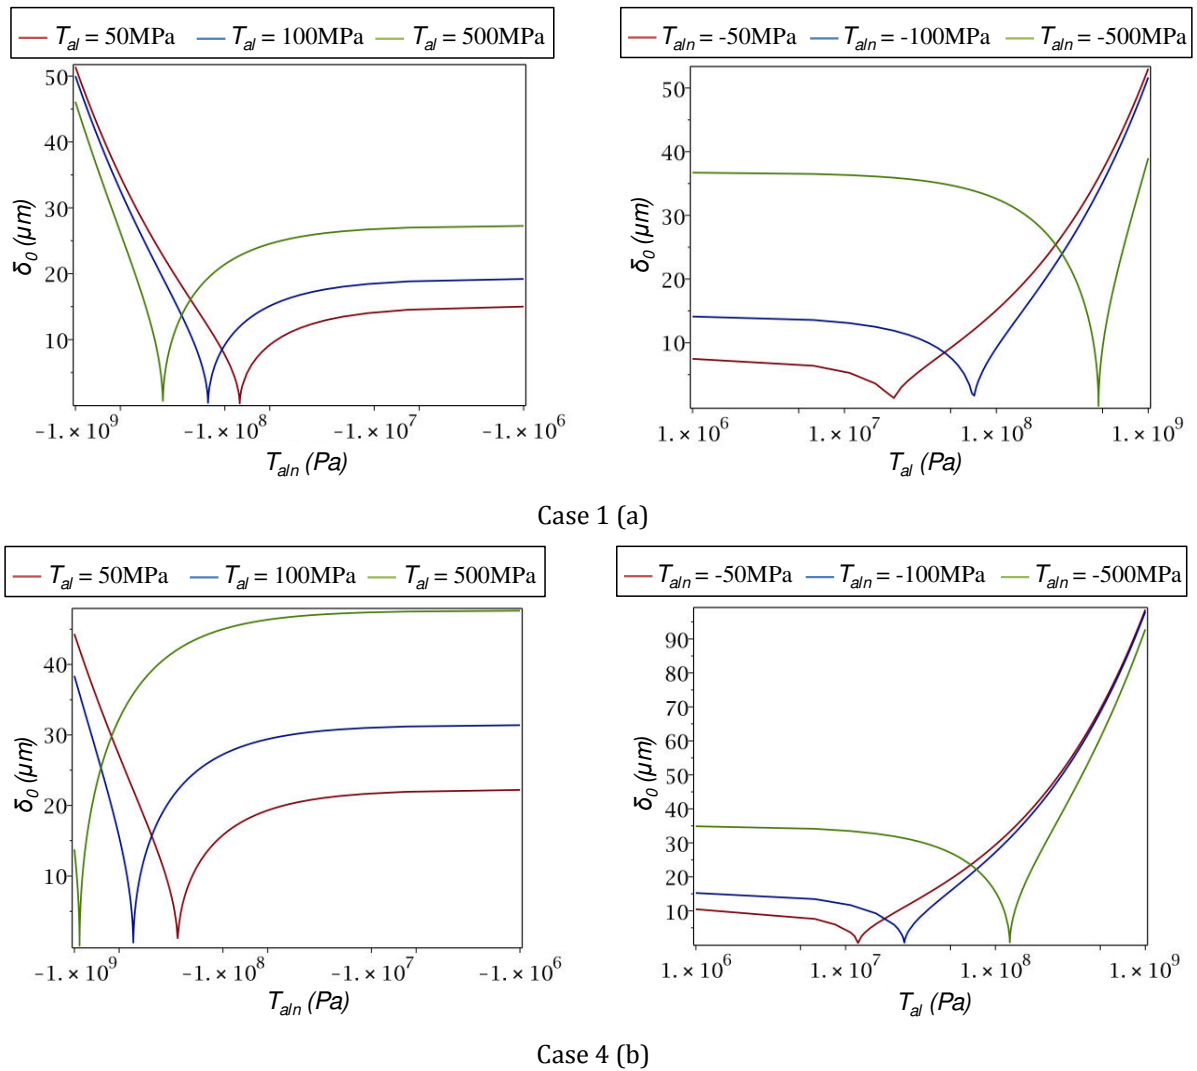 T_al = 50MPa T_al = 100MPa T_al = 500MPa
T_aln = -50MPa T_aln = -100MPa T_aln = -500MPa
50
40
30
20
10
δ_0 (μm)
-1. × 10^9 -1. × 10^8 -1. × 10^7 -1. × 10^6
T_aln (Pa)
50
40
30
20
10
δ_0 (μm)
1. × 10^6 1. × 10^7 1. × 10^8 1. × 10^9
T_al (Pa)
Case 1 (a)
T_al = 50MPa T_al = 100MPa T_al = 500MPa
T_aln = -50MPa T_aln = -100MPa T_aln = -500MPa
40
30
20
10
δ_0 (μm)
-1. × 10^9 -1. × 10^8 -1. × 10^7 -1. × 10^6
T_aln (Pa)
90
80
70
60
50
40
30
20
10
δ_0 (μm)
1. × 10^6 1. × 10^7 1. × 10^8 1. × 10^9
T_al (Pa)
Case 4 (b)